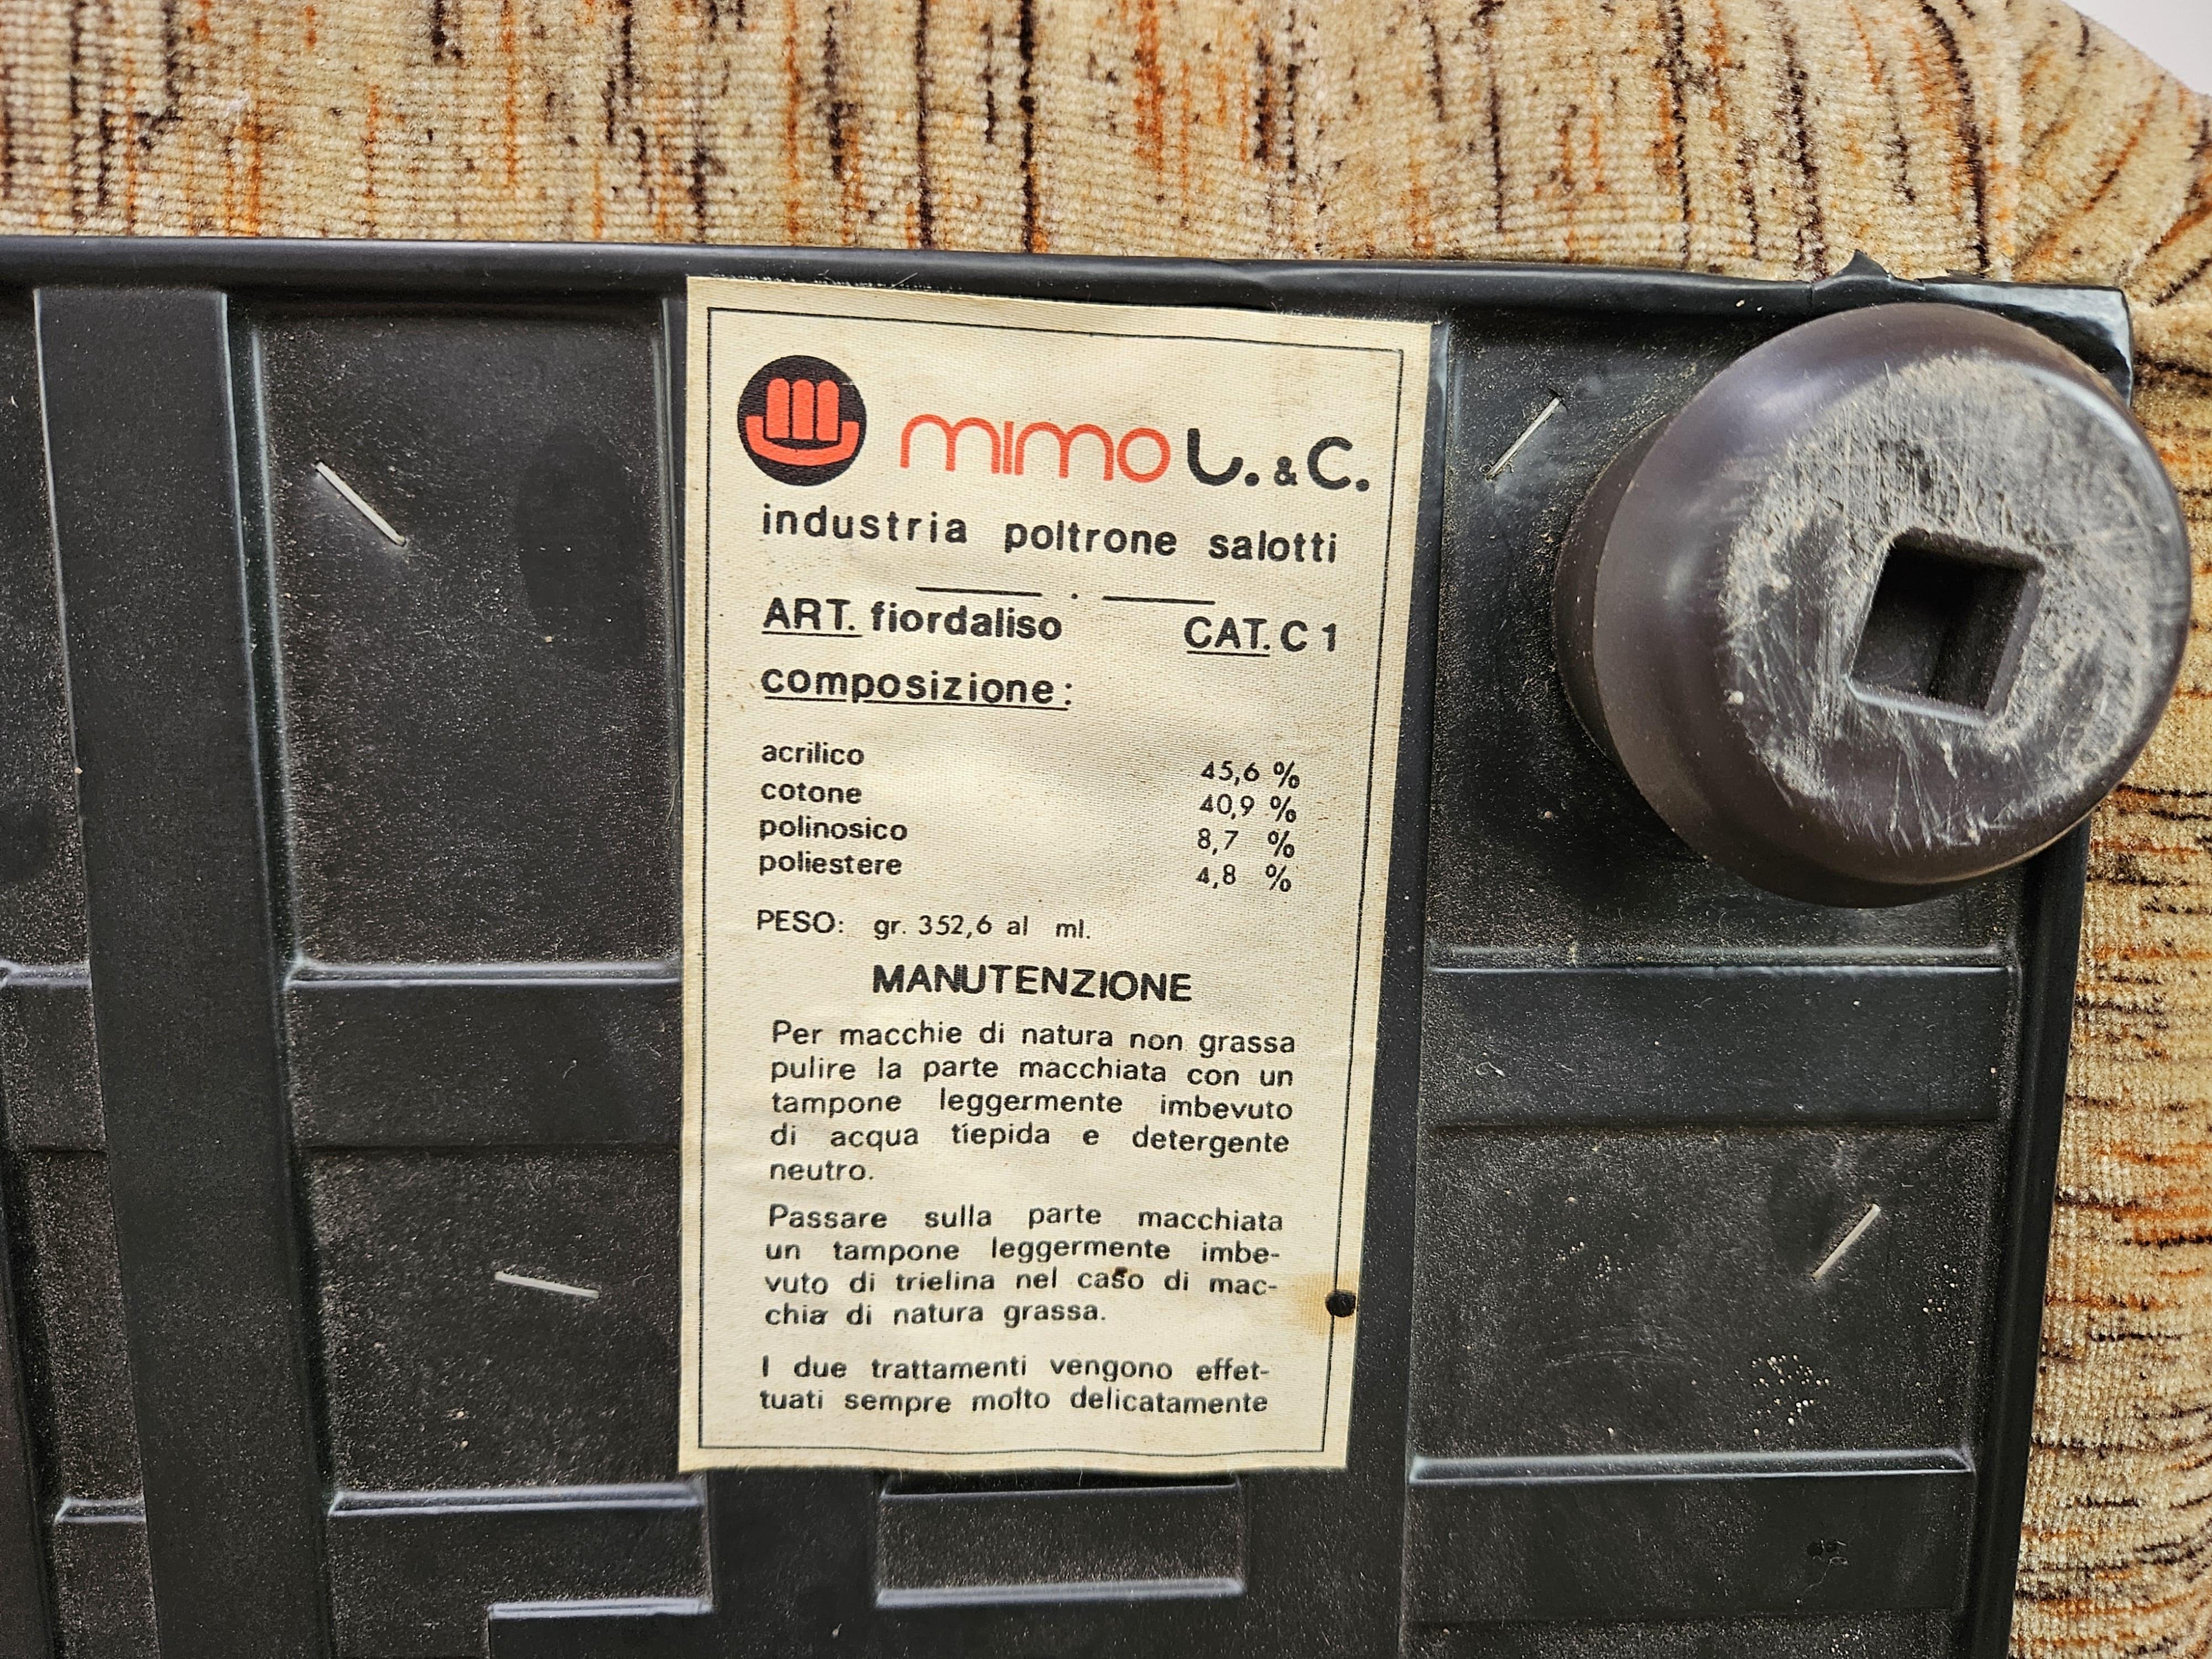 mimo L. & C.
industria poltrone salotti
ART. fiordaliso CAT. C 1
composizione:
acrilico 45,6 %
cotone 40,9 %
polinosico 8,7 %
poliestere 4,8 %
PESO: gr. 352,6 al ml.
MANUTENZIONE
Per macchie di natura non grassa
pulire la parte macchiata con un
tampone leggermente imbevuto
di acqua tiepida e detergente
neutro.
Passare sulla parte macchiata
un tampone leggermente imbe-
vuto di trielina nel caso di mac-
chia di natura grassa.
I due trattamenti vengono effet-
tuati sempre molto delicatamente